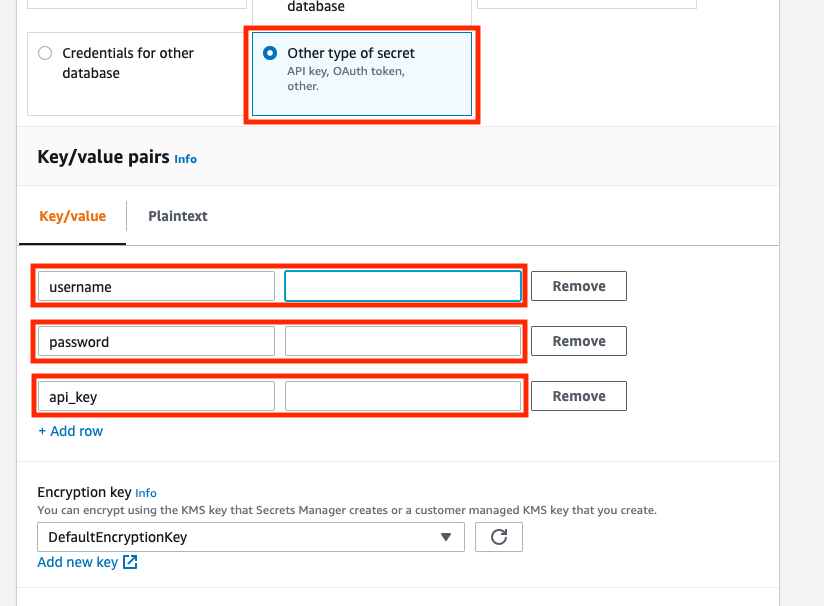 database
Credentials for other
database
Other type of secret
API key, OAuth token,
other.
Key/value pairs Info
Key/value Plaintext
username Remove
password Remove
api_key Remove
+ Add row
Encryption key Info
You can encrypt using the KMS key that Secrets Manager creates or a customer managed KMS key that you create.
DefaultEncryptionKey
Add new key